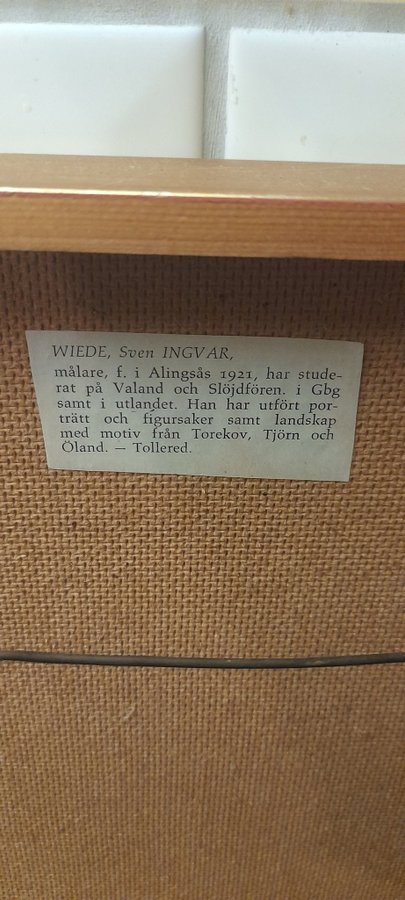 WIEDE, Sven INGVAR,
målare, f. i Alingsås 1921, har stude-
rat på Valand och Slöjdfören. i Gbg
samt i utlandet. Han har utfört por-
trätt och figursaker samt landskap
med motiv från Torekov, Tjörn och
Öland. — Tollered.